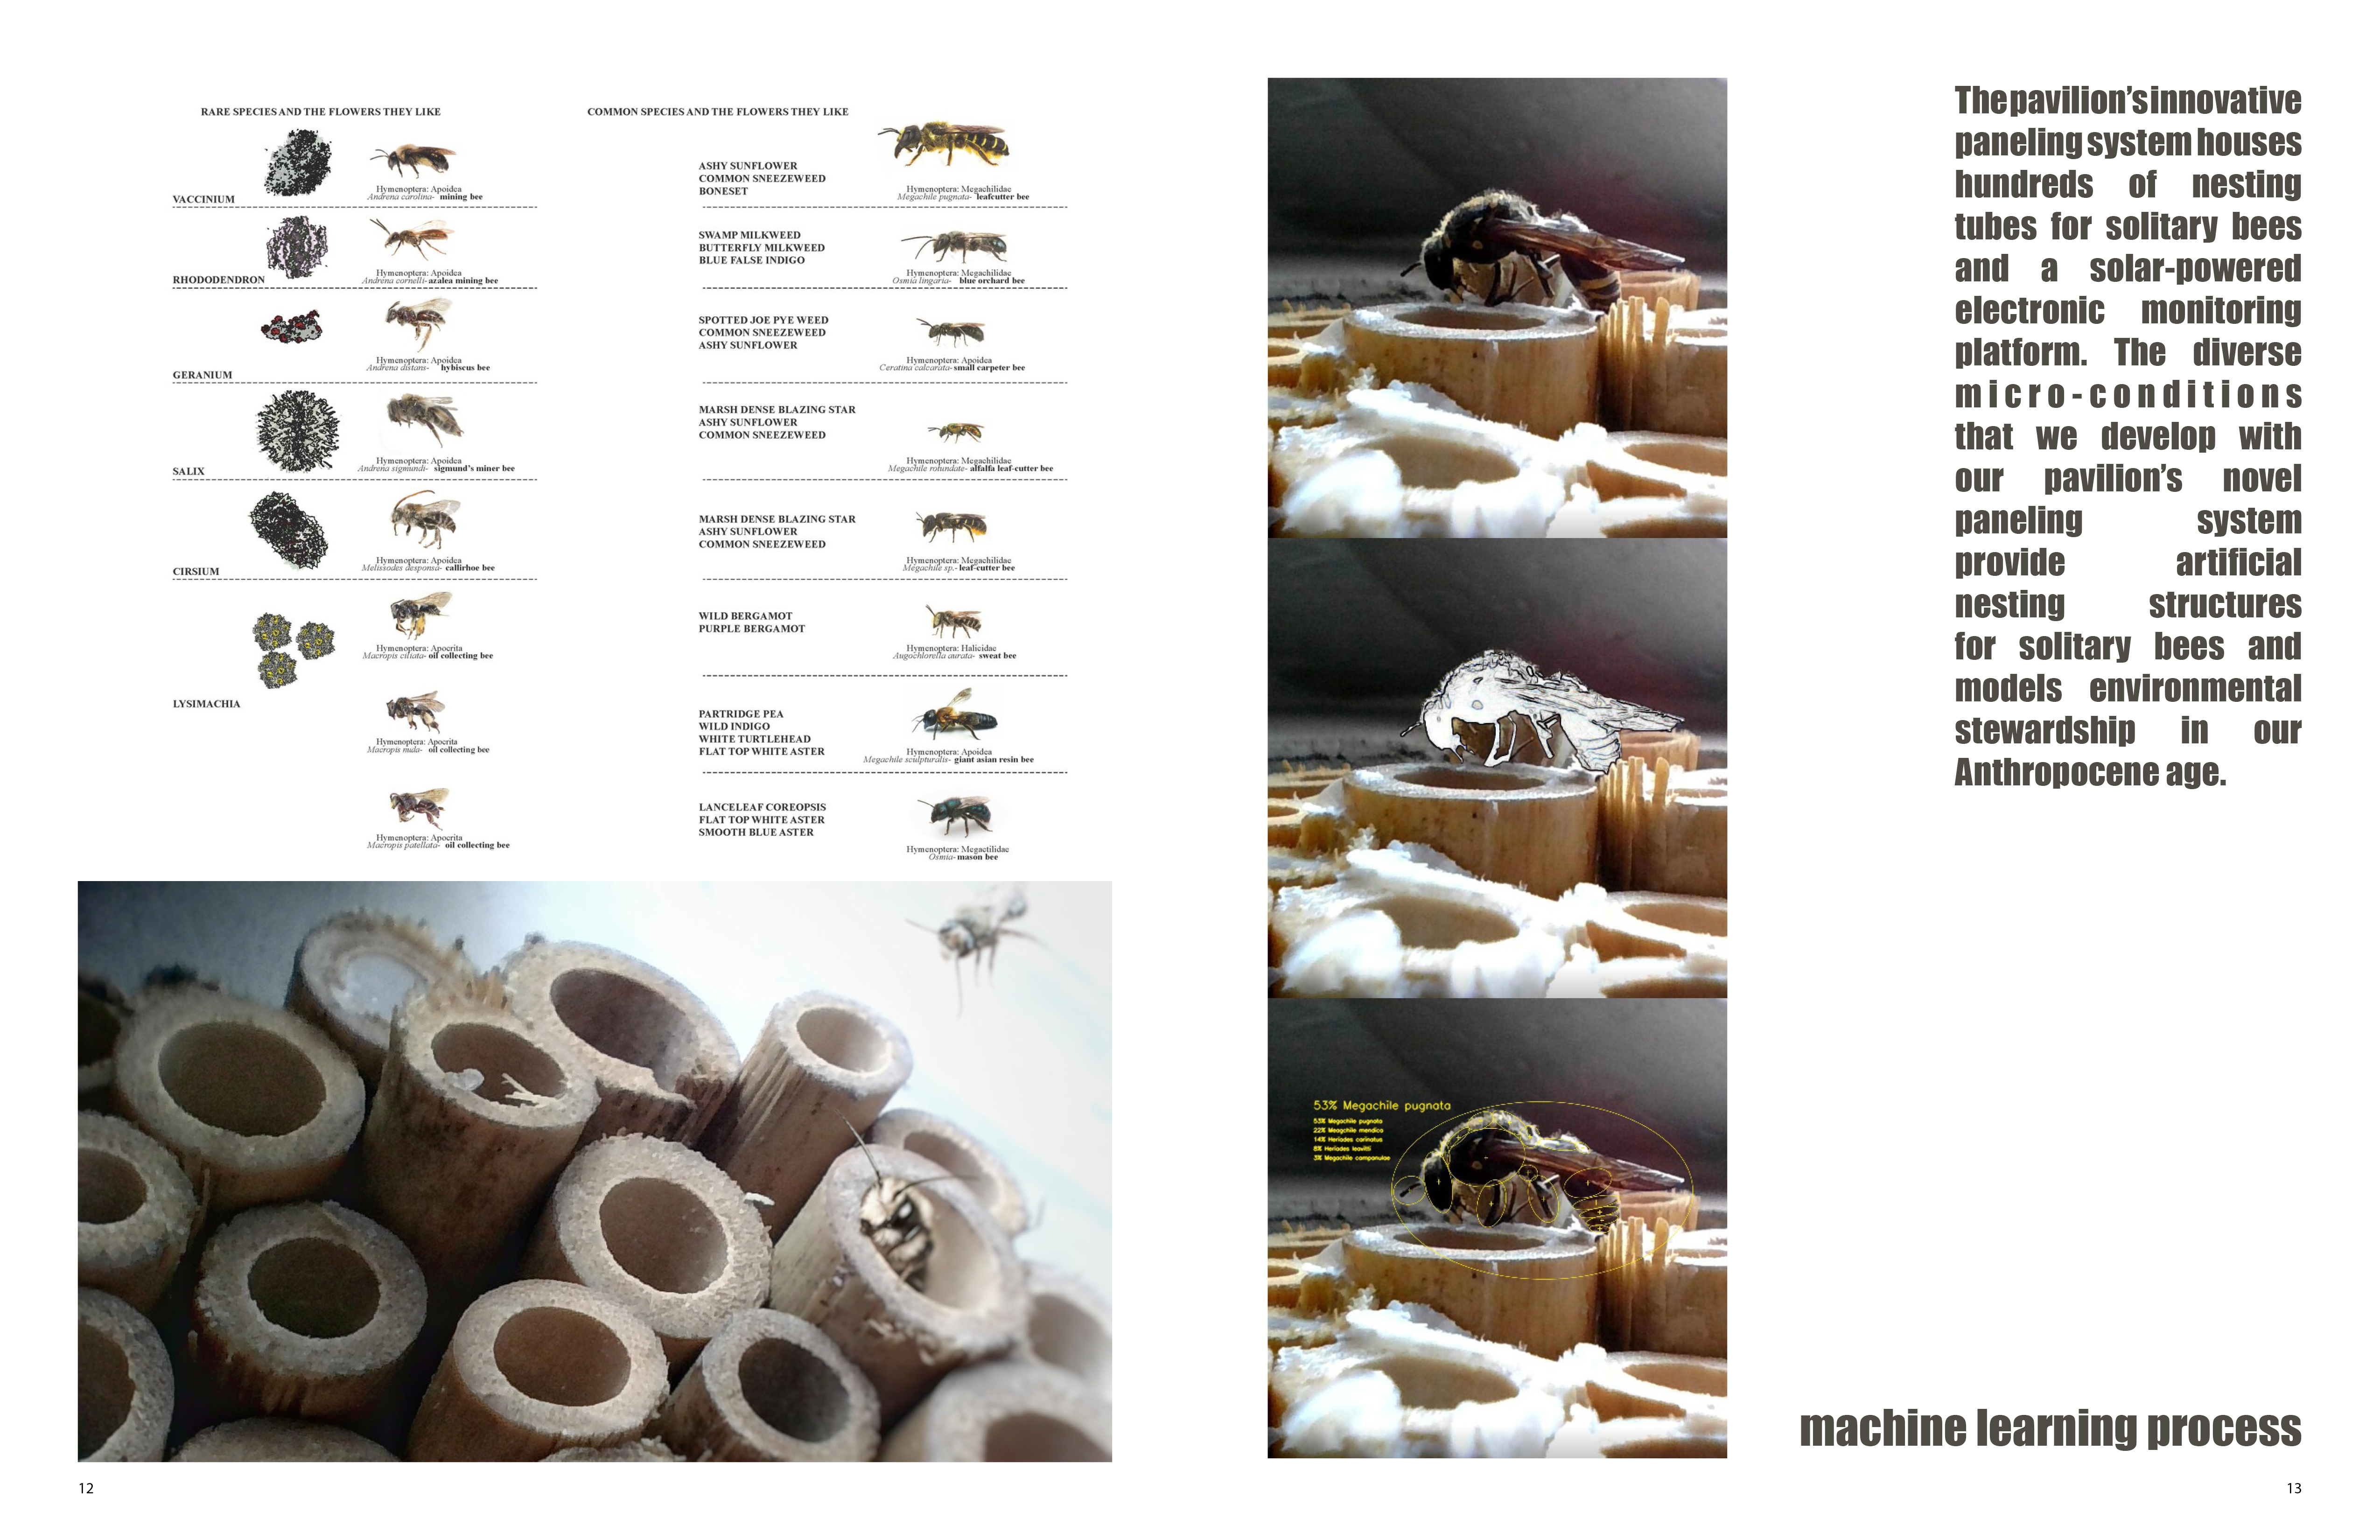 RARE SPECIES AND THE FLOWERS THEY LIKE
VACCINIUM
Hymenoptera: Apoidea
Andrena carolina- mining bee
RHODODENDRON
Hymenoptera: Apoidea
Andrena cornelli- azalea mining bee
GERANIUM
Hymenoptera: Apoidea
Andrena distans- hybiscus bee
SALIX
Hymenoptera: Apoidea
Andrena sigmundi- sigmund's miner bee
CIRSIUM
Hymenoptera: Apoidea
Melissodes desponsa- callirhoe bee
LYSIMACHIA
Hymenoptera: Apocrita
Macropis ciliata- oil collecting bee
Hymenoptera: Apocrita
Macropis nuda- oil collecting bee
Hymenoptera: Apocrita
Macropis patellata- oil collecting bee
COMMON SPECIES AND THE FLOWERS THEY LIKE
ASHY SUNFLOWER
COMMON SNEEZEWEED
BONESET
Hymenoptera: Megachilidae
Megachile pugnata- leafcutter bee
SWAMP MILKWEED
BUTTERFLY MILKWEED
BLUE FALSE INDIGO
Hymenoptera: Megachilidae
Osmia lingaria- blue orchard bee
SPOTTED JOE PYE WEED
COMMON SNEEZEWEED
ASHY SUNFLOWER
Hymenoptera: Apoidea
Ceratina calcarata- small carpeter bee
MARSH DENSE BLAZING STAR
ASHY SUNFLOWER
COMMON SNEEZEWEED
Hymenoptera: Megachilidae
Megachile rotundate- alfalfa leaf-cutter bee
MARSH DENSE BLAZING STAR
ASHY SUNFLOWER
COMMON SNEEZEWEED
Hymenoptera: Megachilidae
Megachile sp.- leaf-cutter bee
WILD BERGAMOT
PURPLE BERGAMOT
Hymenoptera: Halicidae
Augochlorella aurata- sweat bee
PARTRIDGE PEA
WILD INDIGO
WHITE TURTLEHEAD
FLAT TOP WHITE ASTER
Hymenoptera: Apoidea
Megachile sculpturalis- giant asian resin bee
LANCELEAF COREOPSIS
FLAT TOP WHITE ASTER
SMOOTH BLUE ASTER
Hymenoptera: Megactilidae
Osmia- mason bee
12
53% Megachile pugnata
53% Megachile pugnata
22% Megachile mendica
14% Heriades carinatus
8% Heriades leavitti
3% Megachile campanulae
The pavilion's innovative
paneling system houses
hundreds of nesting
tubes for solitary bees
and a solar-powered
electronic monitoring
platform. The diverse
micro-conditions
that we develop with
our pavilion's novel
paneling system
provide artificial
nesting structures
for solitary bees and
models environmental
stewardship in our
Anthropocene age.
machine learning process
13